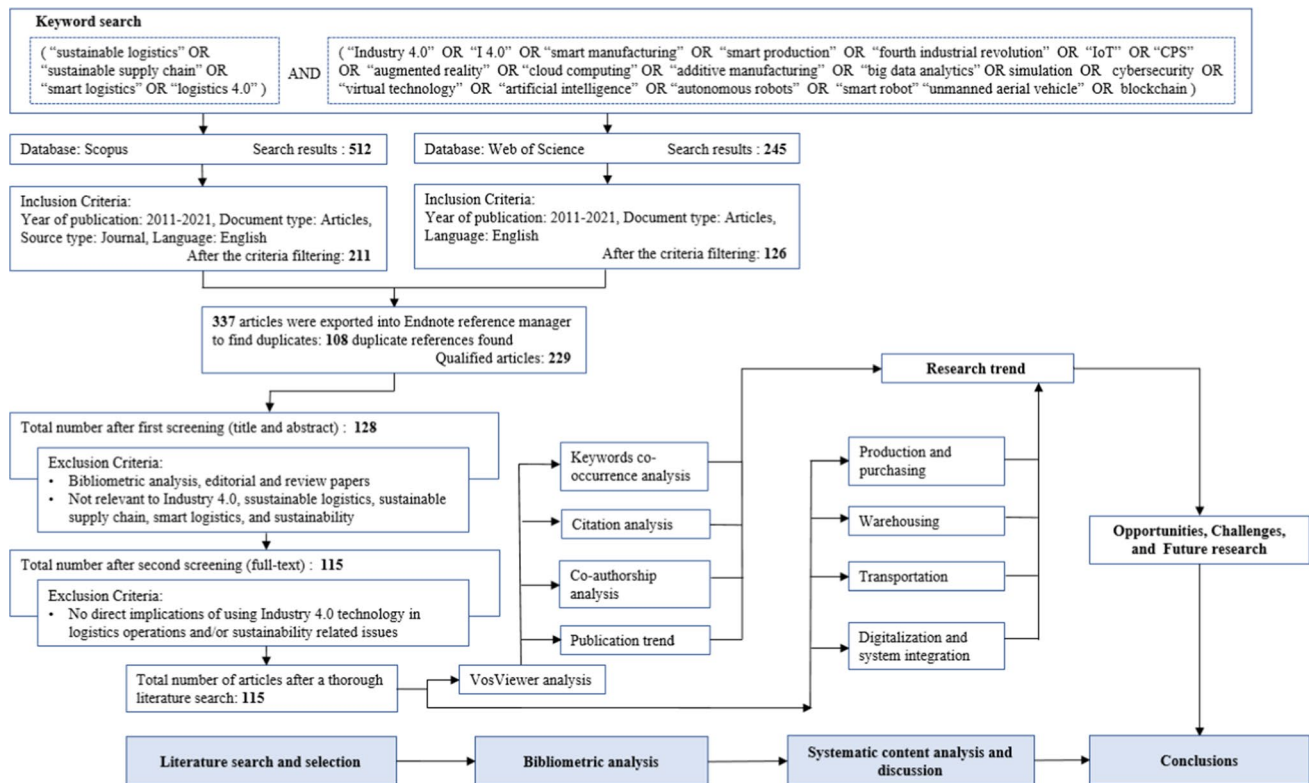 Keyword search
( “sustainable logistics” OR
“sustainable supply chain” OR
“smart logistics” OR “logistics 4.0” )
AND
( “Industry 4.0” OR “I 4.0” OR “smart manufacturing” OR “smart production” OR “fourth industrial revolution” OR “IoT” OR “CPS”
OR “augmented reality” OR “cloud computing” OR “additive manufacturing” OR “big data analytics” OR simulation OR cybersecurity OR
“virtual technology” OR “artificial intelligence” OR “autonomous robots” OR “smart robot” “unmanned aerial vehicle” OR blockchain )
Database: Scopus Search results : 512
Database: Web of Science Search results : 245
Inclusion Criteria:
Year of publication: 2011-2021, Document type: Articles,
Source type: Journal, Language: English
After the criteria filtering: 211
Inclusion Criteria:
Year of publication: 2011-2021, Document type: Articles,
Language: English
After the criteria filtering: 126
337 articles were exported into Endnote reference manager
to find duplicates: 108 duplicate references found
Qualified articles: 229
Total number after first screening (title and abstract) : 128
Exclusion Criteria:
• Bibliometric analysis, editorial and review papers
• Not relevant to Industry 4.0, ssustainable logistics, sustainable
supply chain, smart logistics, and sustainability
Total number after second screening (full-text) : 115
Exclusion Criteria:
• No direct implications of using Industry 4.0 technology in
logistics operations and/or sustainability related issues
Total number of articles after a thorough
literature search: 115
VosViewer analysis
Keywords co-
occurrence analysis
Citation analysis
Co-authorship
analysis
Publication trend
Research trend
Production and
purchasing
Warehousing
Transportation
Digitalization and
system integration
Opportunities, Challenges,
and Future research
Literature search and selection
Bibliometric analysis
Systematic content analysis and
discussion
Conclusions